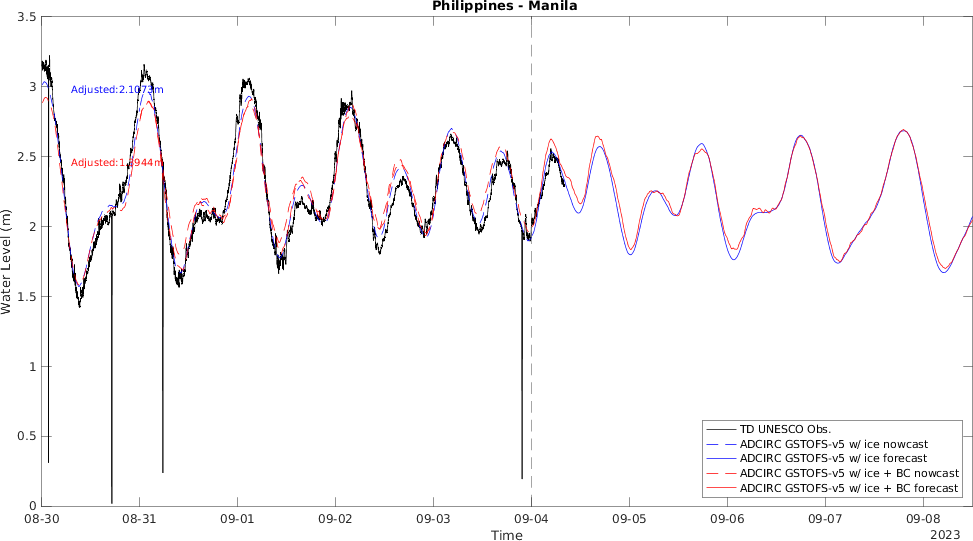 Philippines - Manila
3.5
3
2.5
2
1.5
1
0.5
0
Water Level (m)
Adjusted:2.1073m
Adjusted:1.8944m
TD UNESCO Obs.
ADCIRC GSTOFS-v5 w/ ice nowcast
ADCIRC GSTOFS-v5 w/ ice forecast
ADCIRC GSTOFS-v5 w/ ice + BC nowcast
ADCIRC GSTOFS-v5 w/ ice + BC forecast
08-30 08-31 09-01 09-02 09-03 09-04 09-05 09-06 09-07 09-08
Time
2023